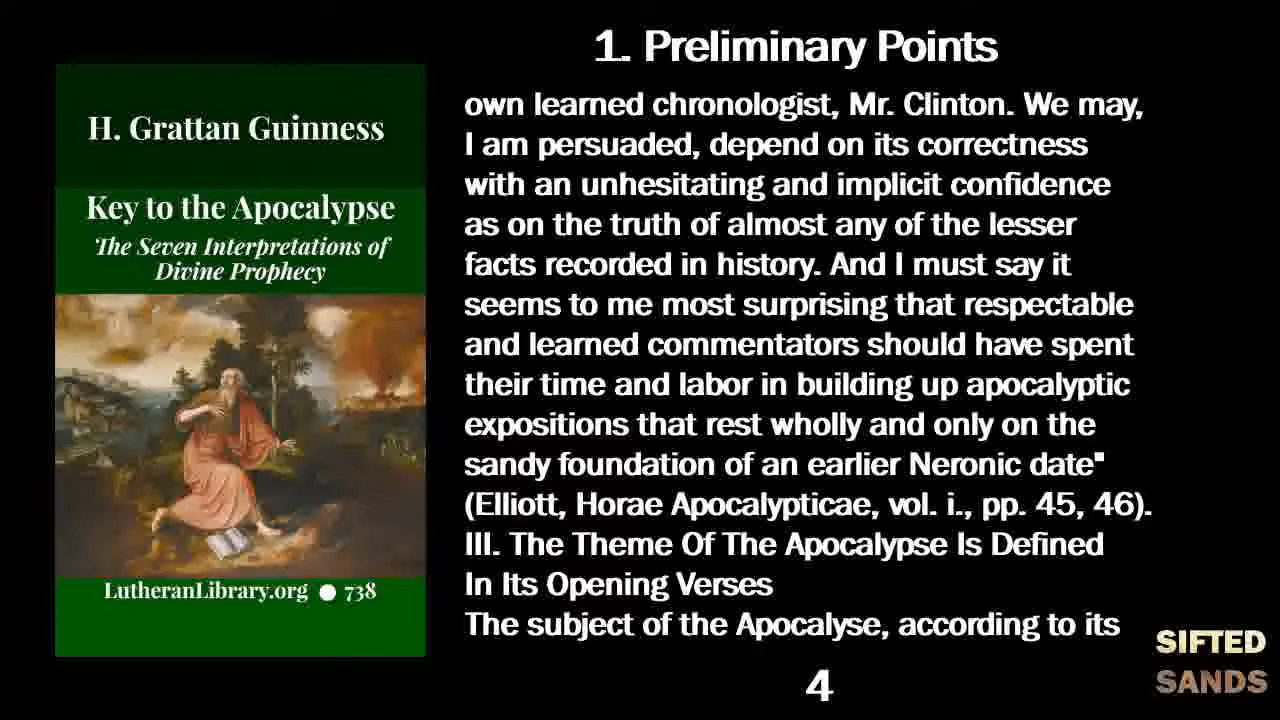 H. Grattan Guinness
Key to the Apocalypse
The Seven Interpretations of
Divine Prophecy
LutheranLibrary.org ● 738
1. Preliminary Points
own learned chronologist, Mr. Clinton. We may,
I am persuaded, depend on its correctness
with an unhesitating and implicit confidence
as on the truth of almost any of the lesser
facts recorded in history. And I must say it
seems to me most surprising that respectable
and learned commentators should have spent
their time and labor in building up apocalyptic
expositions that rest wholly and only on the
sandy foundation of an earlier Neronic date"
(Elliott, Horae Apocalypticae, vol. i., pp. 45, 46).
III. The Theme Of The Apocalypse Is Defined
In Its Opening Verses
The subject of the Apocalyse, according to its
4
SIFTED
SANDS